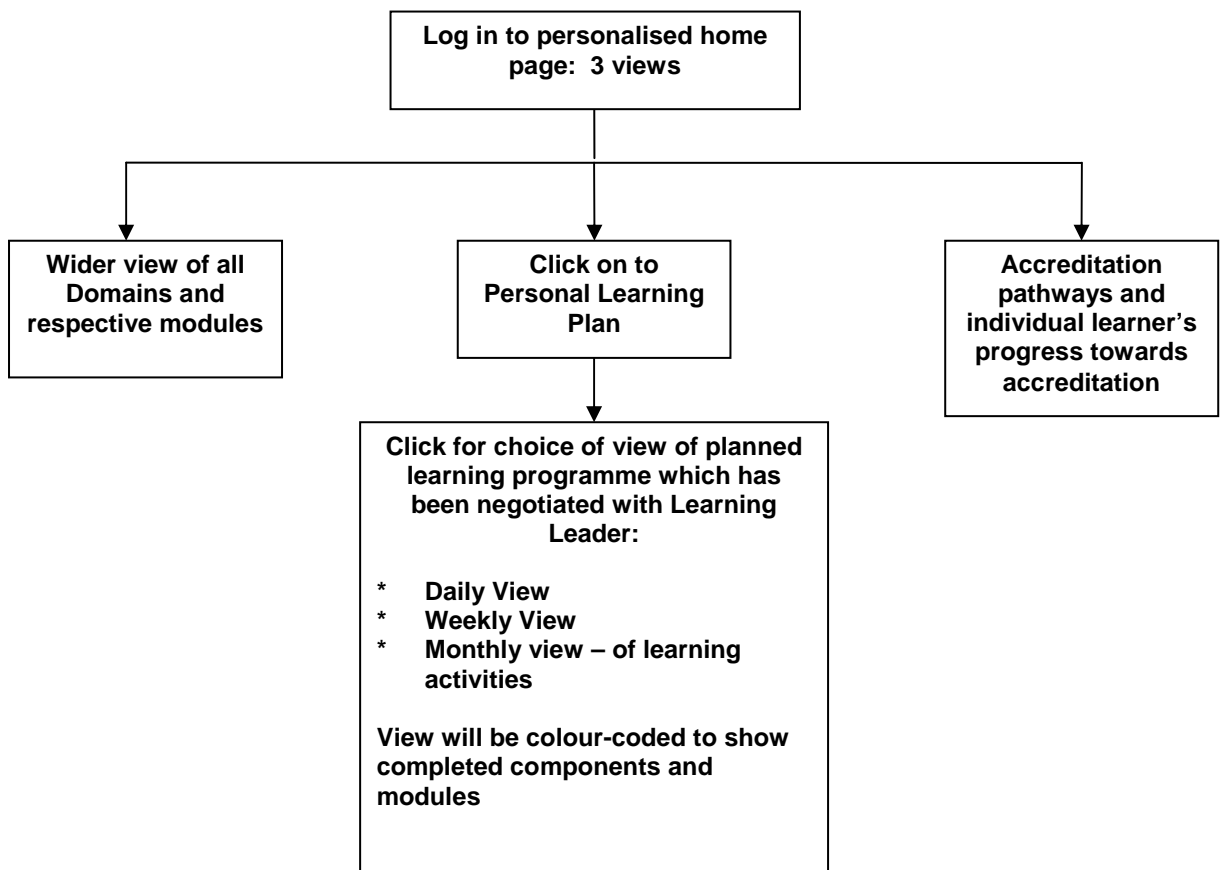 Log in to personalised home
page:  3 views
Wider view of all
Domains and
respective modules
Click on to
Personal Learning
Plan
Accreditation
pathways and
individual learner’s
progress towards
accreditation
Click for choice of view of planned
learning programme which has
been negotiated with Learning
Leader:
* Daily View
* Weekly View
* Monthly view – of learning
activities
View will be colour-coded to show
completed components and
modules